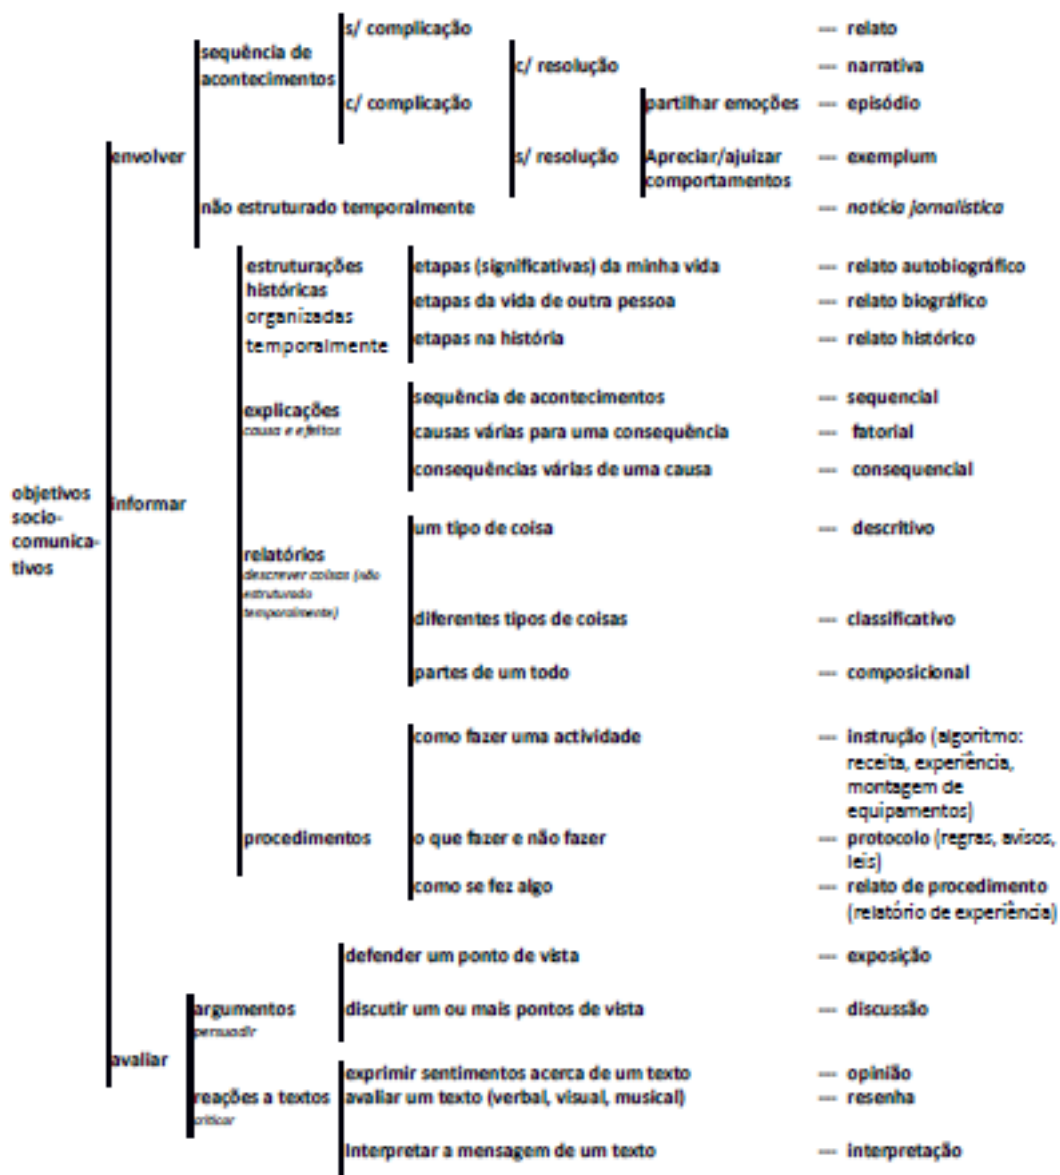 s/ complicação --- relato
sequência de
acontecimentos
c/ resolução --- narrativa
c/ complicação
partilhar emoções --- episódio
envolver
s/ resolução
Apreciar/ajuizar --- exemplum
comportamentos
não estruturado temporalmente --- notícia jornalística
estruturações
históricas
organizadas
temporalmente
etapas (significativas) da minha vida --- relato autobiográfico
etapas da vida de outra pessoa --- relato biográfico
etapas na história --- relato histórico
explicações
causa e efeitos
sequência de acontecimentos --- sequencial
causas várias para uma consequência --- fatorial
consequências várias de uma causa --- consequencial
objetivos
socio-
comunica-
tivos
informar
relatórios
descrever coisas (não
estruturado
temporalmente)
um tipo de coisa --- descritivo
diferentes tipos de coisas --- classificativo
partes de um todo --- composicional
procedimentos
como fazer uma actividade --- instrução (algoritmo:
receita, experiência,
montagem de
equipamentos)
o que fazer e não fazer --- protocolo (regras, avisos,
leis)
como se fez algo --- relato de procedimento
(relatório de experiência)
avaliar
argumentos
persuadir
defender um ponto de vista --- exposição
discutir um ou mais pontos de vista --- discussão
reações a textos
criticar
exprimir sentimentos acerca de um texto --- opinião
avaliar um texto (verbal, visual, musical) --- resenha
Interpretar a mensagem de um texto --- interpretação